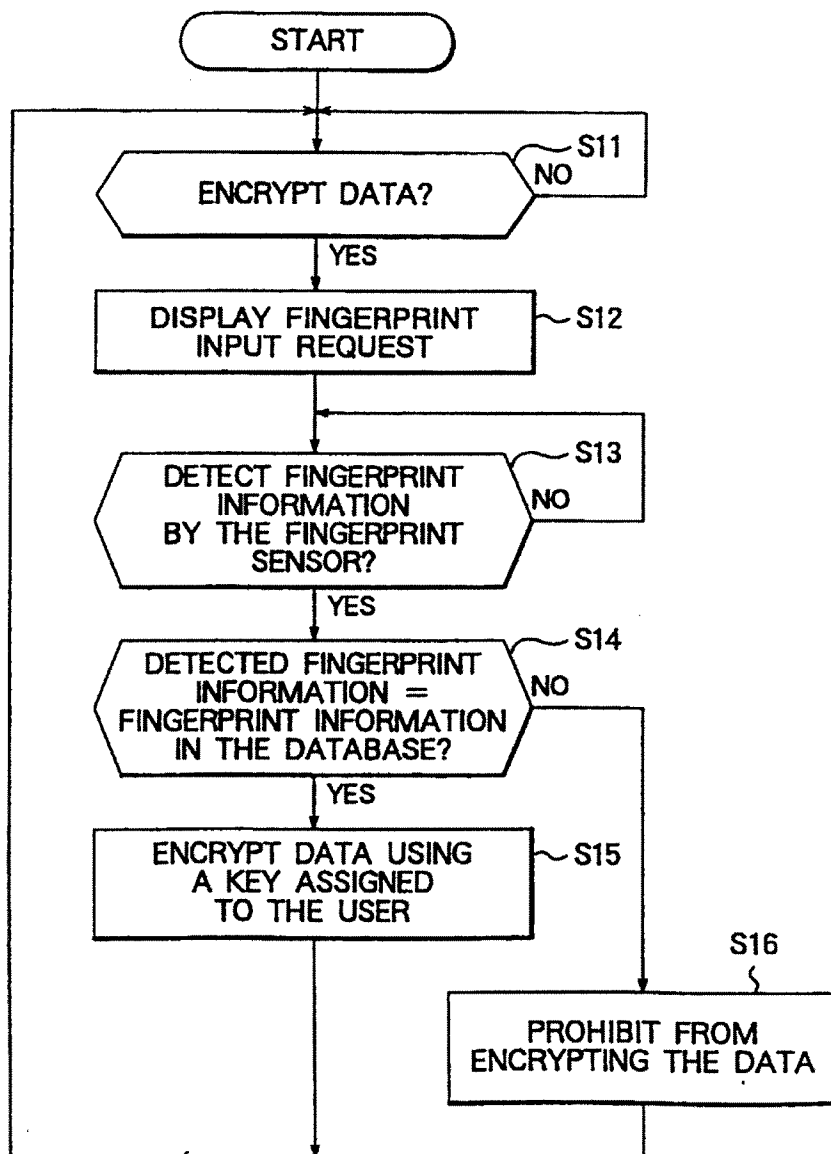 START
S11
ENCRYPT DATA?
NO
YES
DISPLAY FINGERPRINT
INPUT REQUEST
S12
S13
DETECT FINGERPRINT
INFORMATION
BY THE FINGERPRINT
SENSOR?
NO
YES
S14
DETECTED FINGERPRINT
INFORMATION =
FINGERPRINT INFORMATION
IN THE DATABASE?
NO
YES
ENCRYPT DATA USING
A KEY ASSIGNED
TO THE USER
S15
S16
PROHIBIT FROM
ENCRYPTING THE DATA